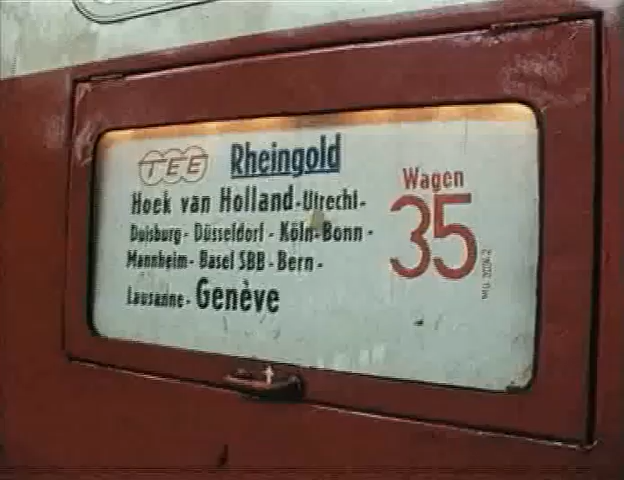 TEE Rheingold
Hoek van Holland-Utrecht-
Duisburg- Düsseldorf- Köln-Bonn-
Mannheim- Basel SBB-Bern-
Lausanne- Genève
Wagen
35